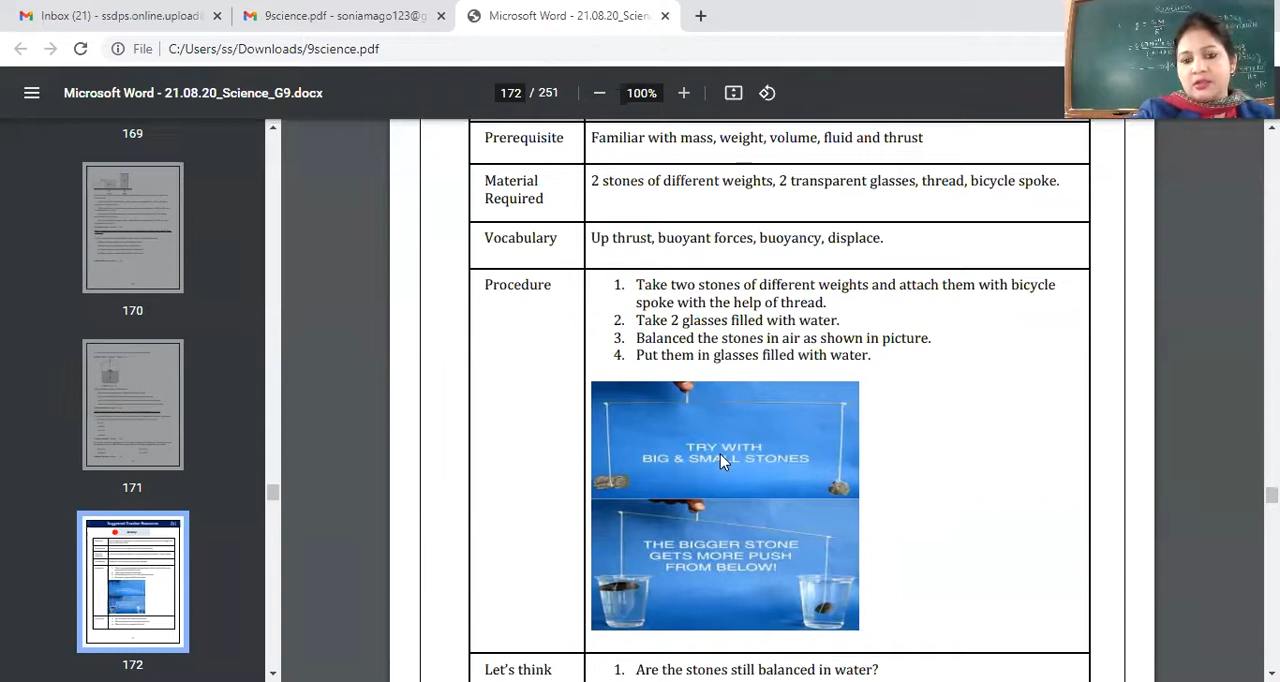 Inbox (21) - ssdps.online.upload
9science.pdf - soniamago123@g
Microsoft Word - 21.08.20_Scien
File
C:/Users/ss/Downloads/9science.pdf
Microsoft Word - 21.08.20_Science_G9.docx
172 / 251
100%
169
170
171
172
Prerequisite
Familiar with mass, weight, volume, fluid and thrust
Material
Required
2 stones of different weights, 2 transparent glasses, thread, bicycle spoke.
Vocabulary
Up thrust, buoyant forces, buoyancy, displace.
Procedure
1. Take two stones of different weights and attach them with bicycle
spoke with the help of thread.
2. Take 2 glasses filled with water.
3. Balanced the stones in air as shown in picture.
4. Put them in glasses filled with water.
TRY WITH
BIG & SMALL STONES
THE BIGGER STONE
GETS MORE PUSH
FROM BELOW!
Let's think
1. Are the stones still balanced in water?